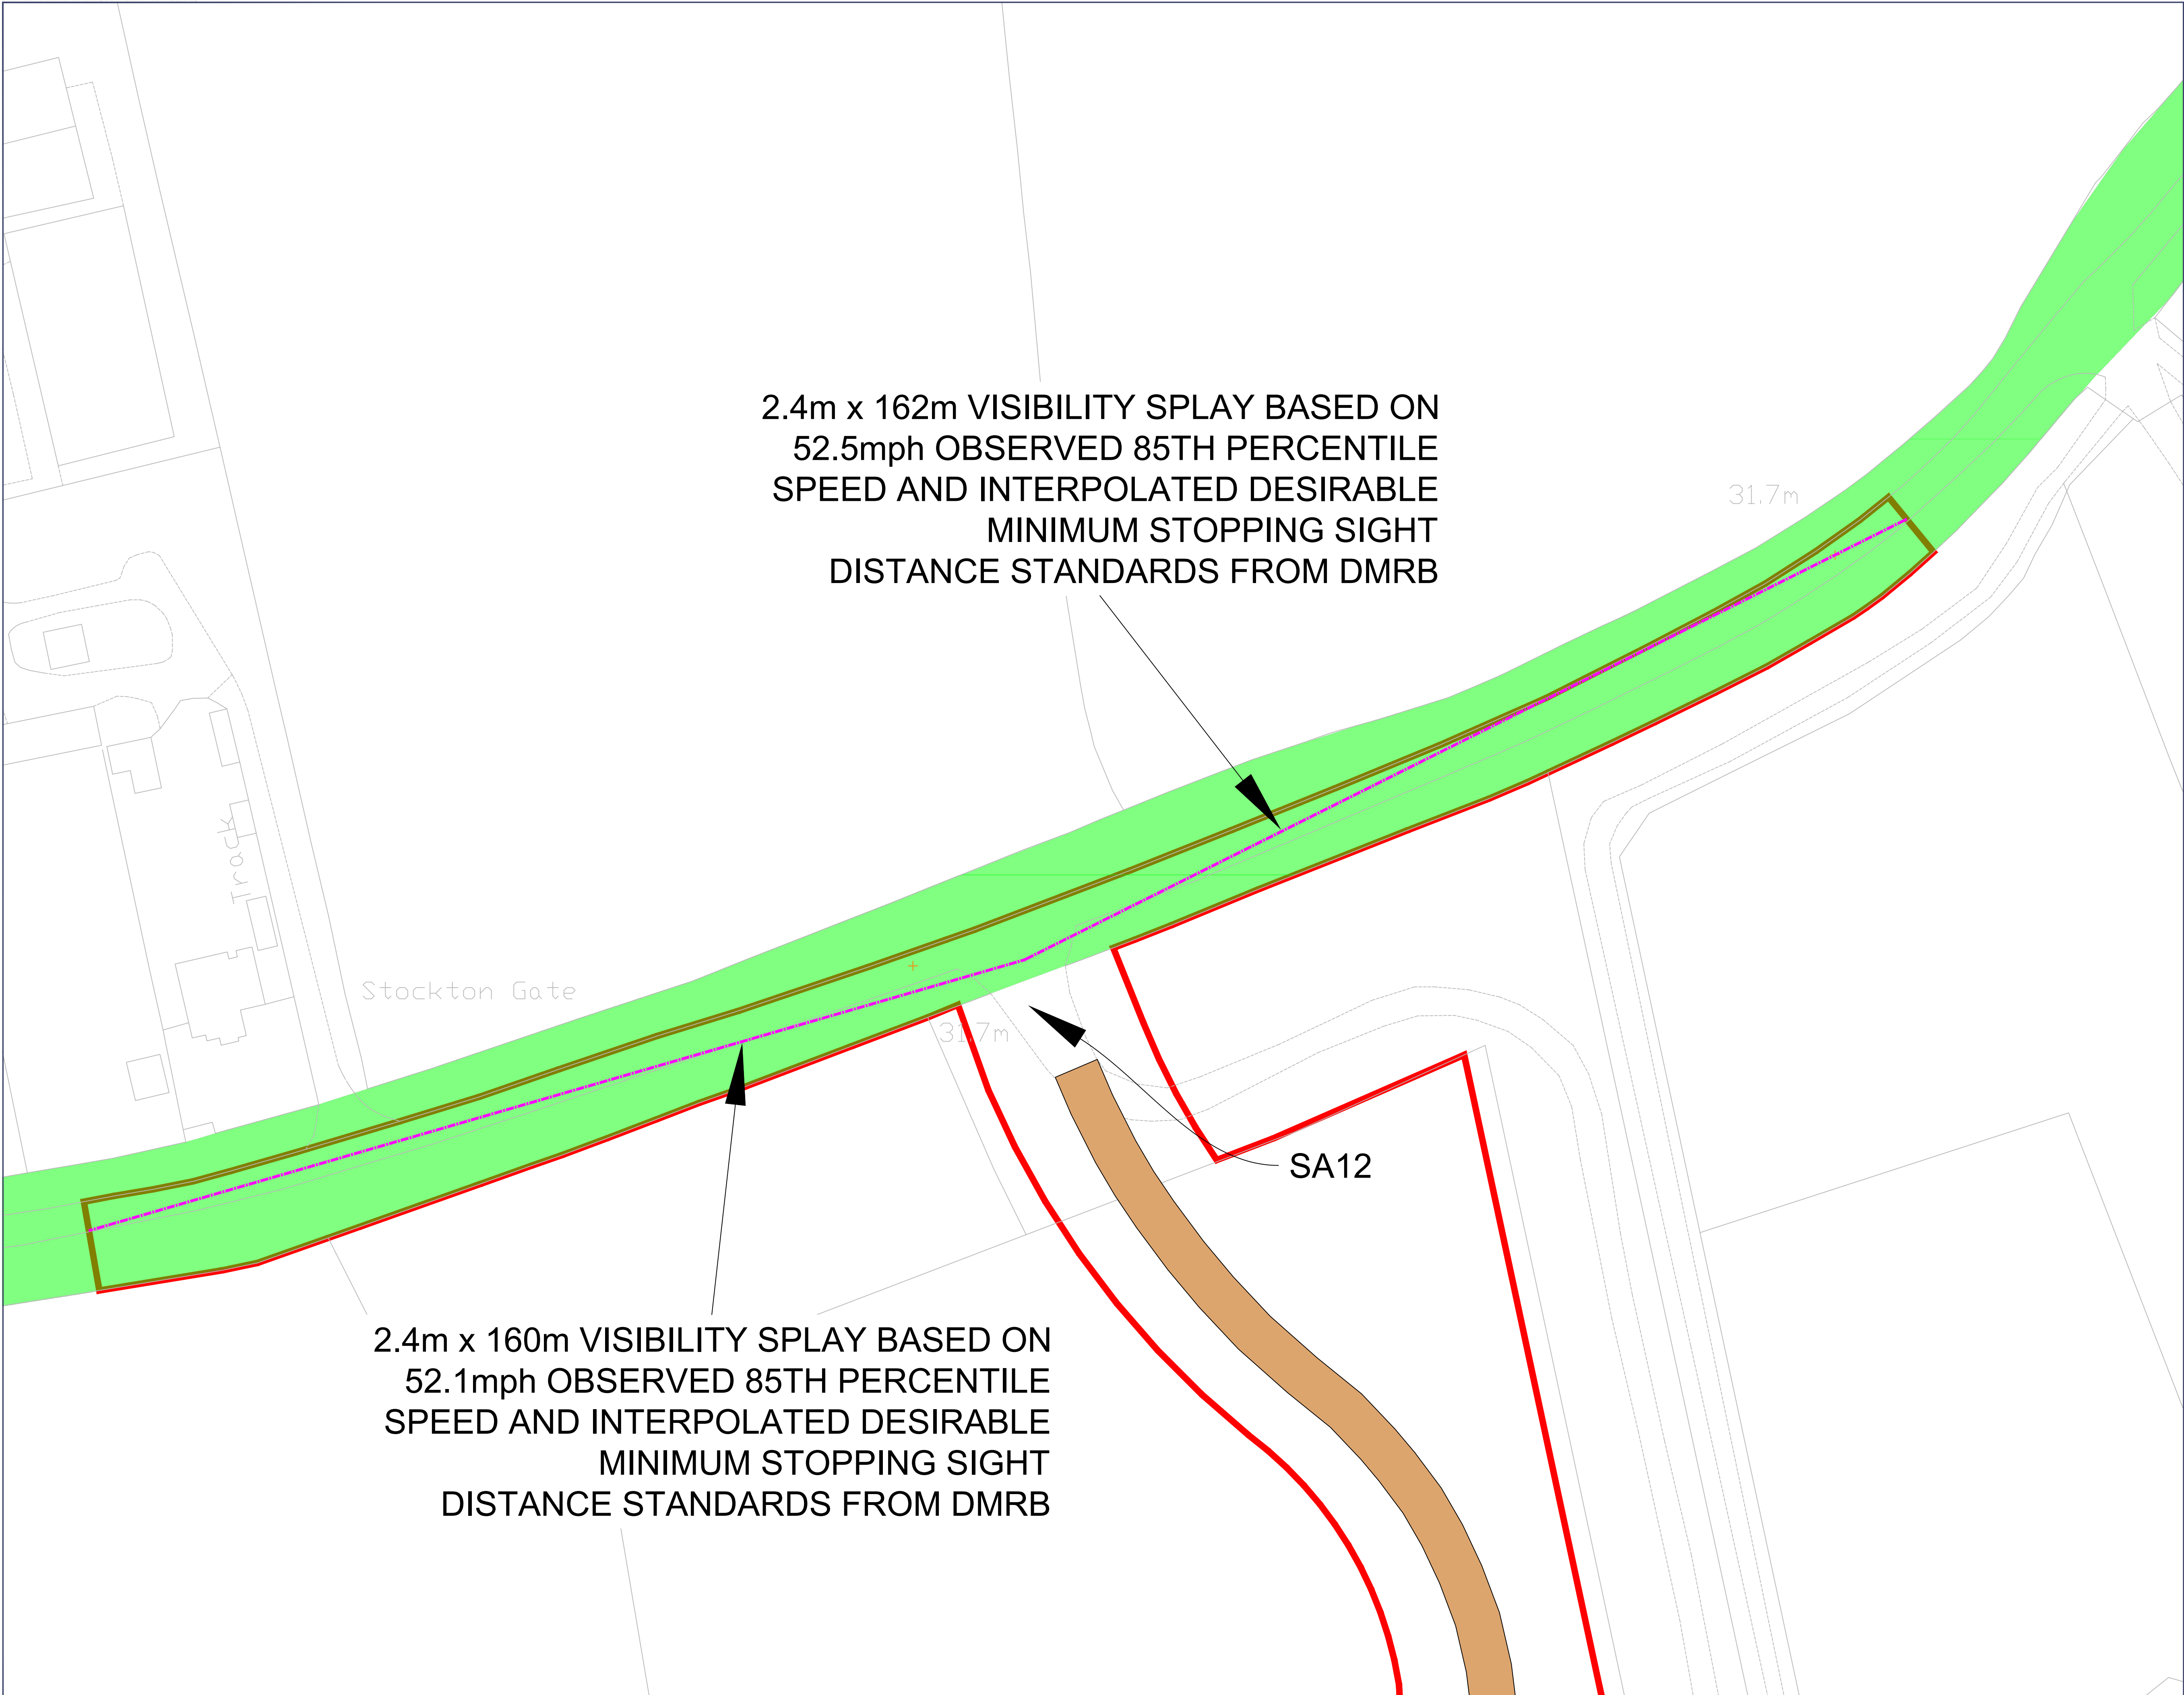 2.4m x 162m VISIBILITY SPLAY BASED ON
52.5mph OBSERVED 85TH PERCENTILE
SPEED AND INTERPOLATED DESIRABLE
MINIMUM STOPPING SIGHT
DISTANCE STANDARDS FROM DMRB
31.7m
Track
Stockton Gate
31.7m
SA12
2.4m x 160m VISIBILITY SPLAY BASED ON
52.1mph OBSERVED 85TH PERCENTILE
SPEED AND INTERPOLATED DESIRABLE
MINIMUM STOPPING SIGHT
DISTANCE STANDARDS FROM DMRB